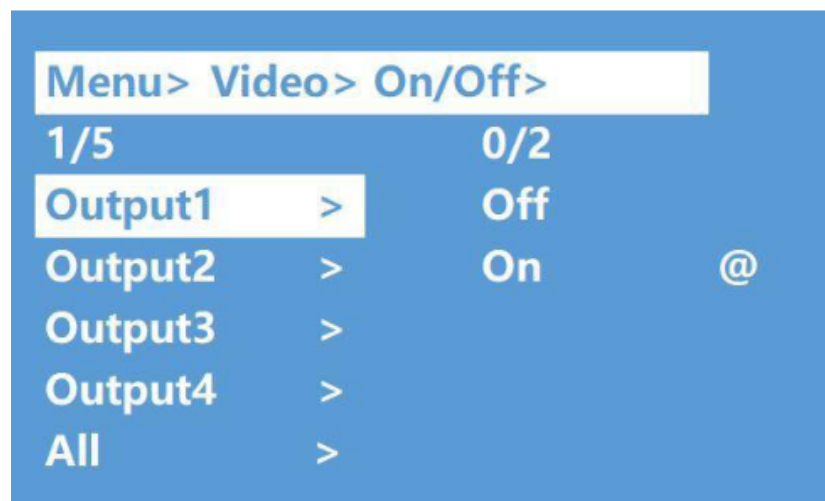 Menu> Video> On/Off>
1/5 0/2
Output1 > Off
Output2 > On @
Output3 >
Output4 >
All >